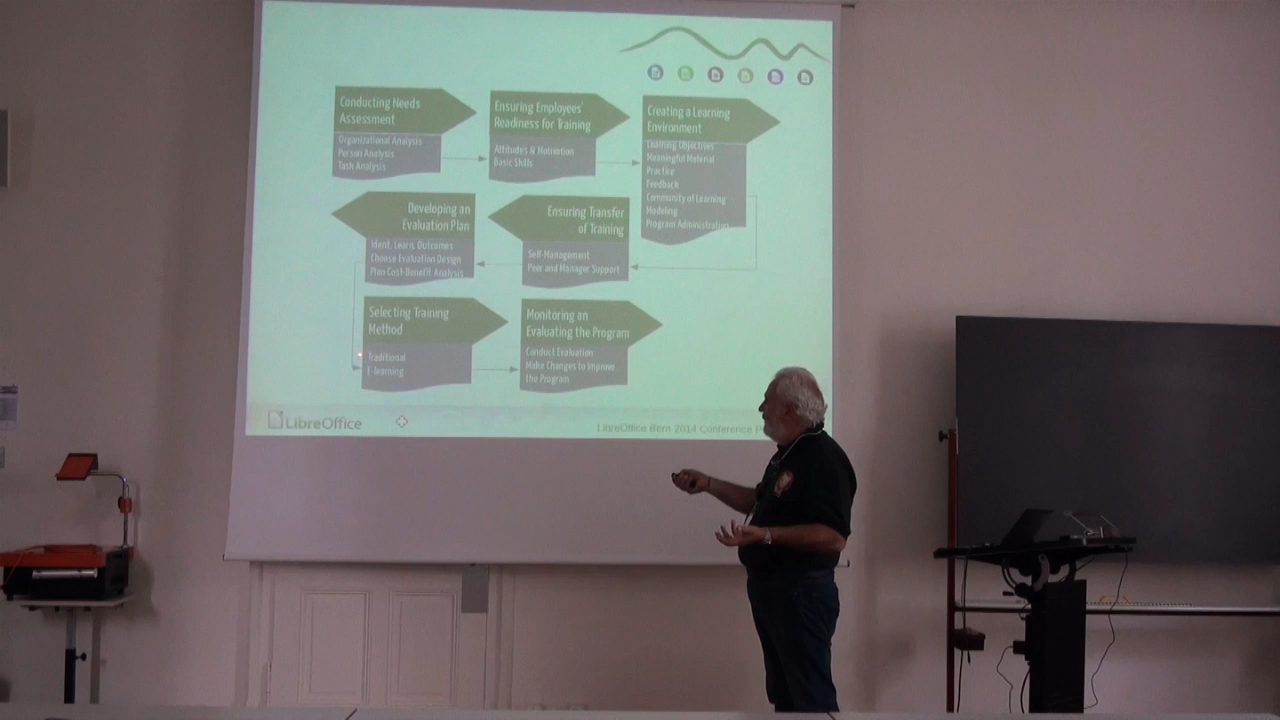 Conducting Needs
Assessment
Organizational Analysis
Person Analysis
Task Analysis
Ensuring Employees'
Readiness for Training
Attitudes & Motivation
Basic Skills
Creating a Learning
Environment
Learning Objectives
Meaningful Material
Practice
Feedback
Community of Learning
Modeling
Program Administration
Developing an
Evaluation Plan
Ident. Learn. Outcomes
Choose Evaluation Design
Plan Cost-Benefit Analysis
Ensuring Transfer
of Training
Self-Management
Peer and Manager Support
Selecting Training
Method
Traditional
E-learning
Monitoring an
Evaluating the Program
Conduct Evaluation
Make Changes to Improve
the Program
LibreOffice
LibreOffice Bern 2014 Conference